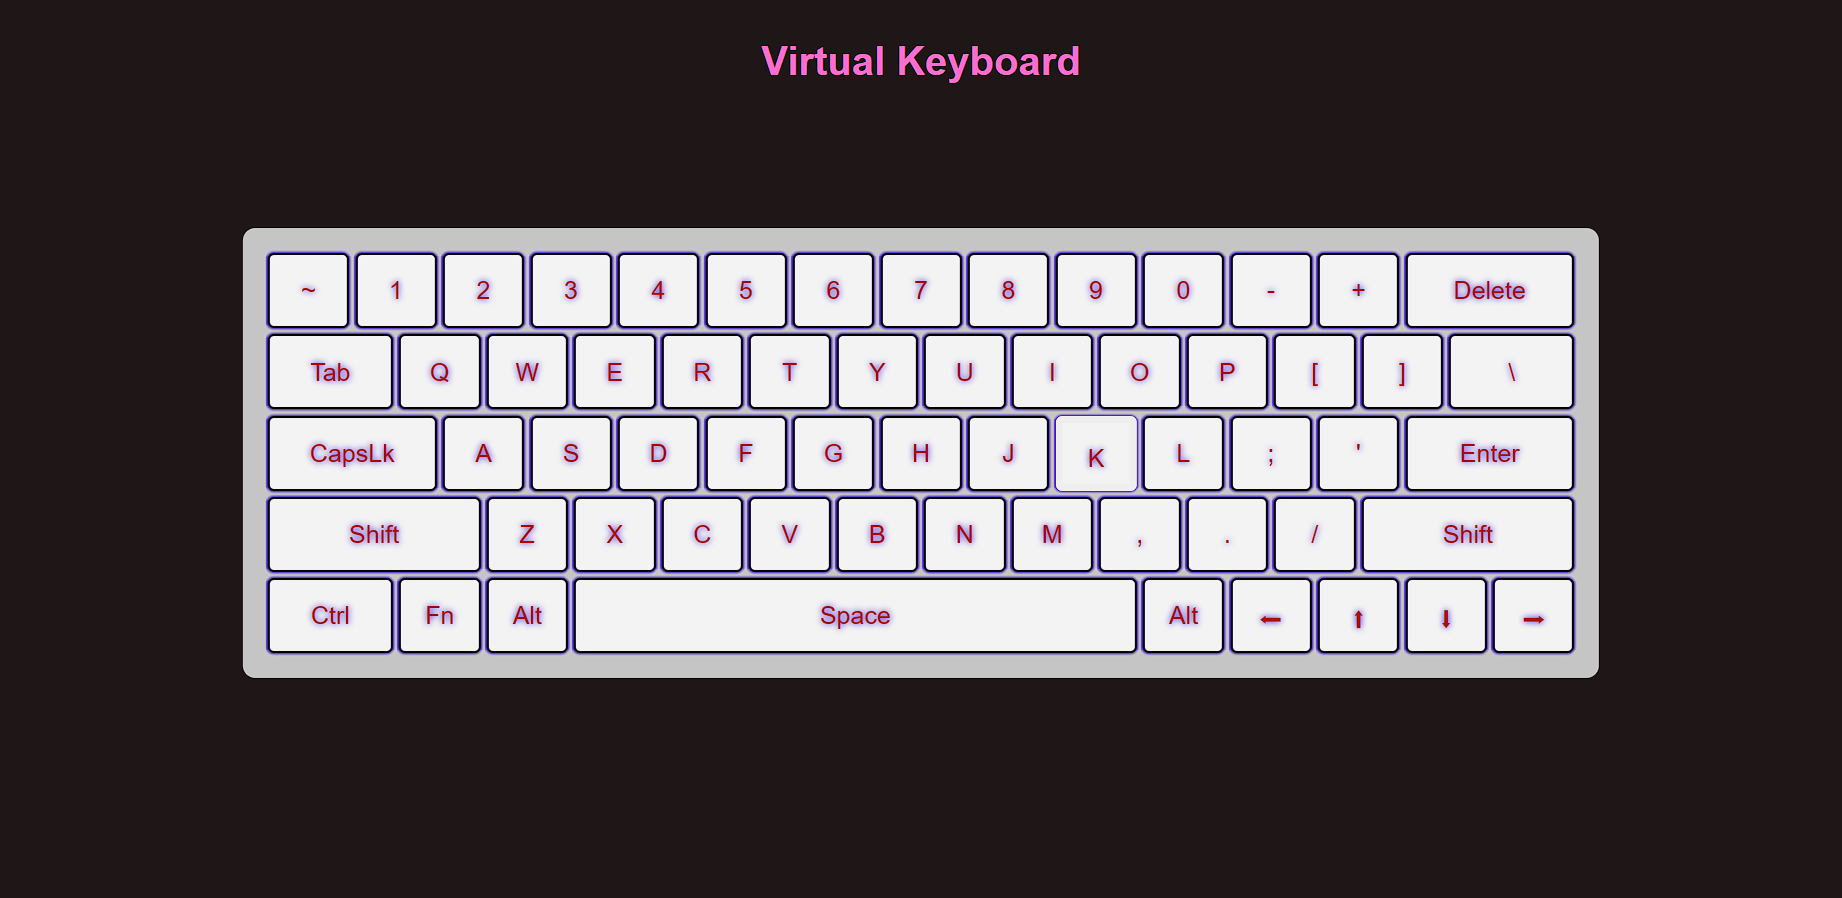 Virtual Keyboard
~ 1 2 3 4 5 6 7 8 9 0 - + Delete
Tab Q W E R T Y U I O P [ ] \
CapsLk A S D F G H J K L ; ' Enter
Shift Z X C V B N M , . / Shift
Ctrl Fn Alt Space Alt ← ↑ ↓ →